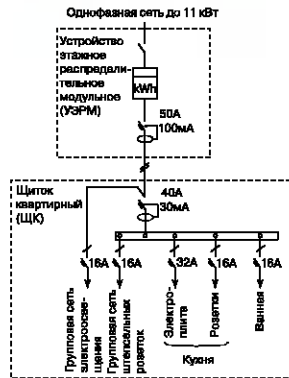 Однофазная сеть до 11 кВт
Устройство
этажное
распредели-
тельное
модульное
(УЭРМ)
kWh
50А
100мА
Щиток
квартирный
(ЩК)
40А
30мА
16А
16А
32А
16А
16А
Групповая сеть
электроосве-
щения
Групповая сеть
штепсельных
розеток
Электро-
плита
Розетки
Ванная
Кухня